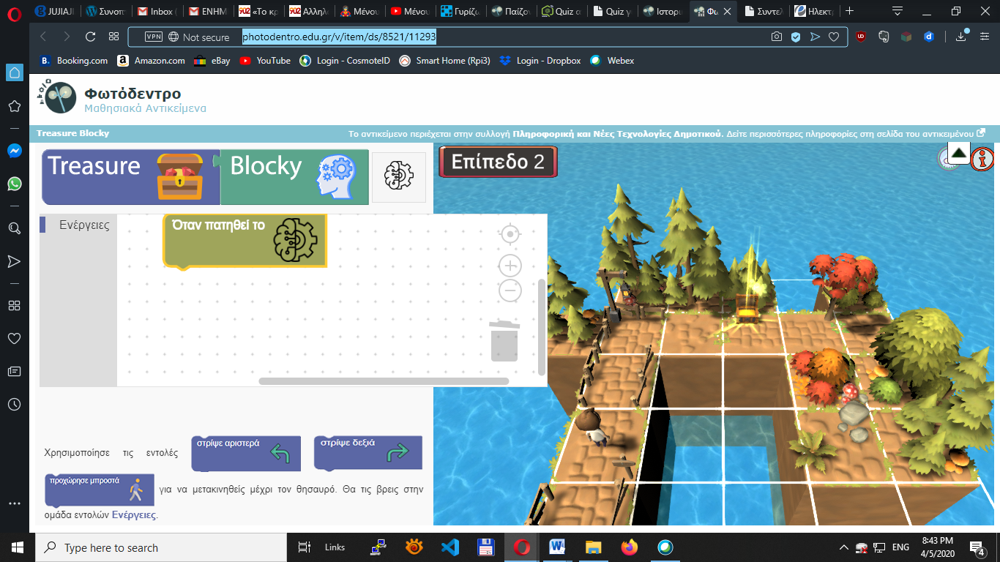 JUJIAJI
Συνοπ
Inbox (
ΕΝΗΜ
902 «Το κρ
902 Αλληλ
Μένου
Μένου
Γυρίζω
Παίζον
Quiz α
Quiz γ
Ιστορι
Φω
Συντελ
Ηλεκτρ
VPN Not secure photodentro.edu.gr/v/item/ds/8521/11293
Booking.com Amazon.com eBay YouTube Login - CosmoteID Smart Home (Rpi3) Login - Dropbox Webex
Φωτόδεντρο
Μαθησιακά Αντικείμενα
Treasure Blocky Το αντικείμενο περιέχεται στην συλλογή Πληροφορική και Νέες Τεχνολογίες Δημοτικού. Δείτε περισσότερες πληροφορίες στη σελίδα του αντικειμένου
Treasure Blocky
Επίπεδο 2
Ενέργειες
Όταν πατηθεί το
Χρησιμοποίησε τις εντολές στρίψε αριστερά στρίψε δεξιά
προχώρησε μπροστά για να μετακινηθείς μέχρι τον θησαυρό. Θα τις βρεις στην
ομάδα εντολών Ενέργειες.
Type here to search
Links
ENG
8:43 PM
4/5/2020
4